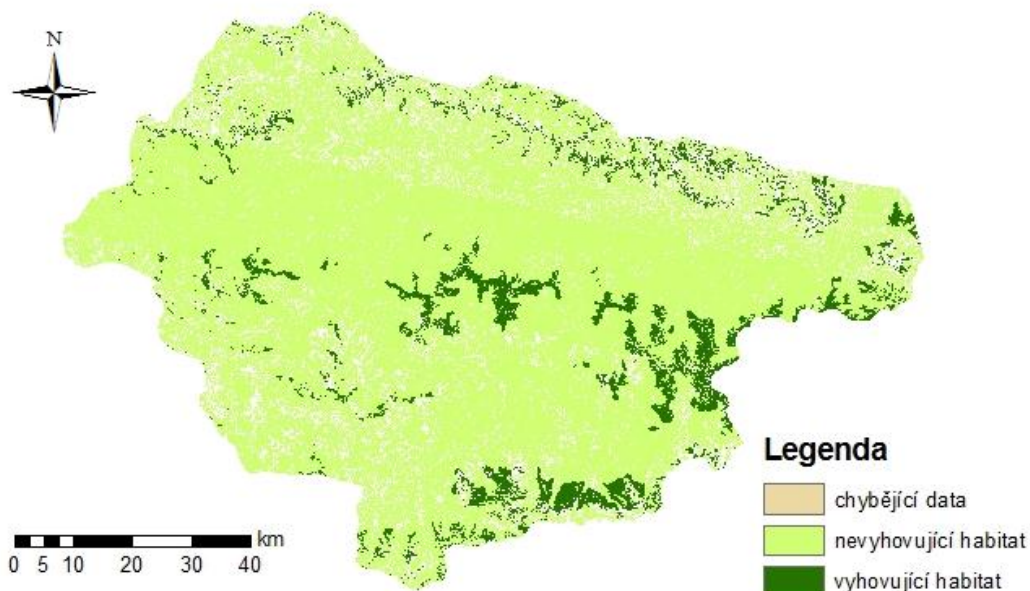 N
Legenda
chybějící data
nevyhovující habitat
vyhovující habitat
km
0 5 10 20 30 40